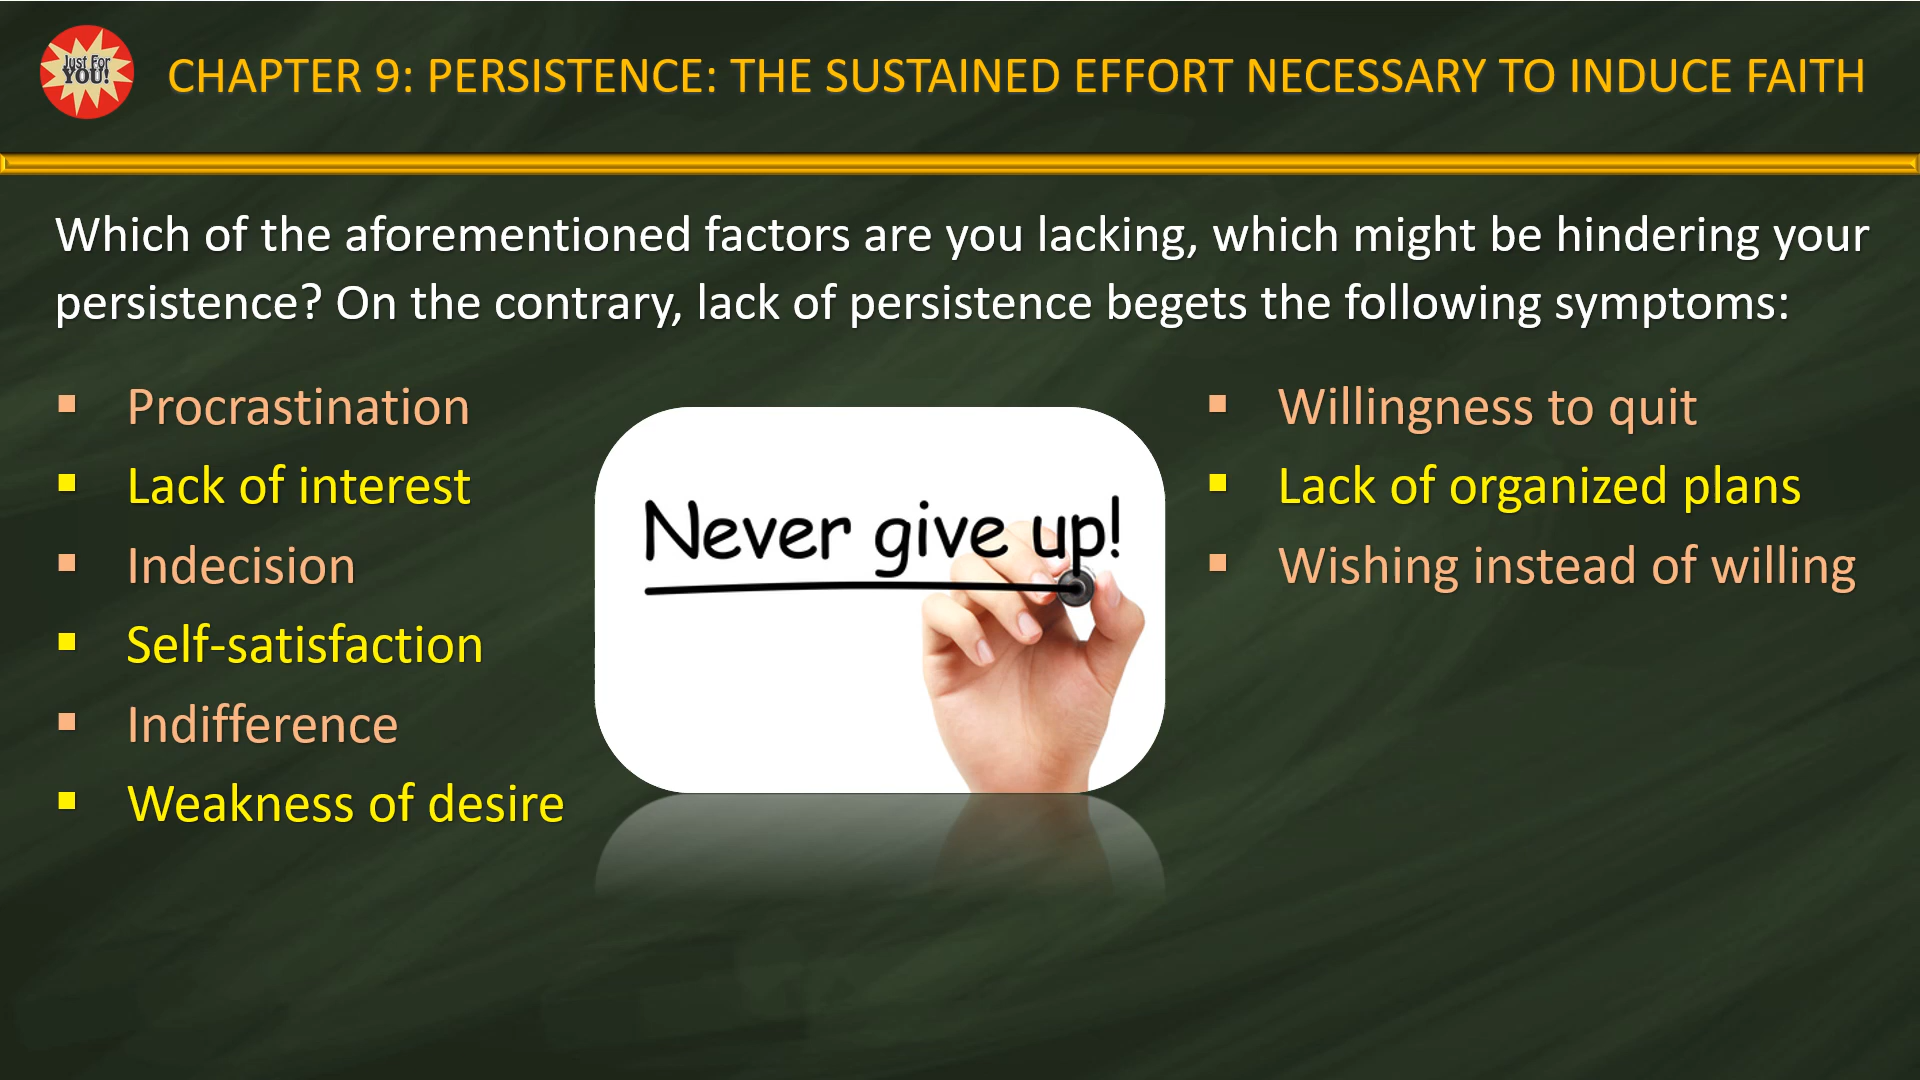 Just For
YOU!
CHAPTER 9: PERSISTENCE: THE SUSTAINED EFFORT NECESSARY TO INDUCE FAITH
Which of the aforementioned factors are you lacking, which might be hindering your
persistence? On the contrary, lack of persistence begets the following symptoms:
Procrastination
Lack of interest
Indecision
Self-satisfaction
Indifference
Weakness of desire
Never give up!
Willingness to quit
Lack of organized plans
Wishing instead of willing